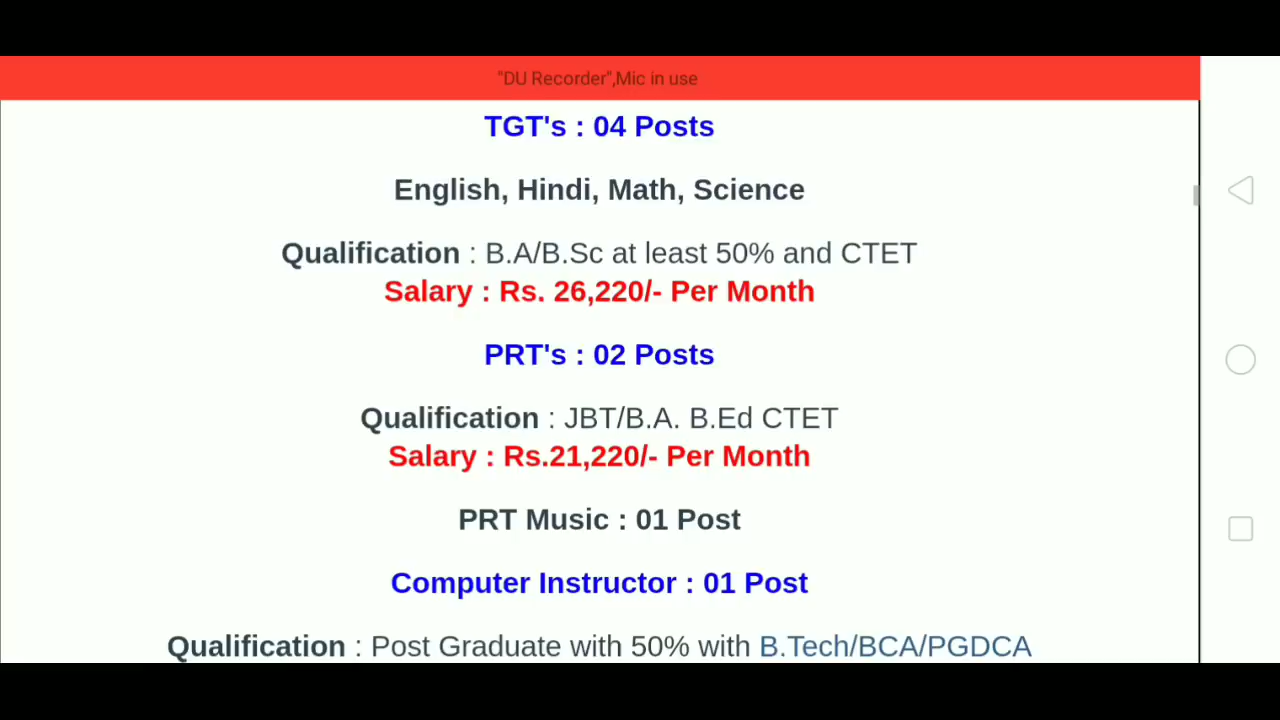 "DU Recorder",Mic in use
TGT's : 04 Posts
English, Hindi, Math, Science
Qualification : B.A/B.Sc at least 50% and CTET
Salary : Rs. 26,220/- Per Month
PRT's : 02 Posts
Qualification : JBT/B.A. B.Ed CTET
Salary : Rs.21,220/- Per Month
PRT Music : 01 Post
Computer Instructor : 01 Post
Qualification : Post Graduate with 50% with B.Tech/BCA/PGDCA